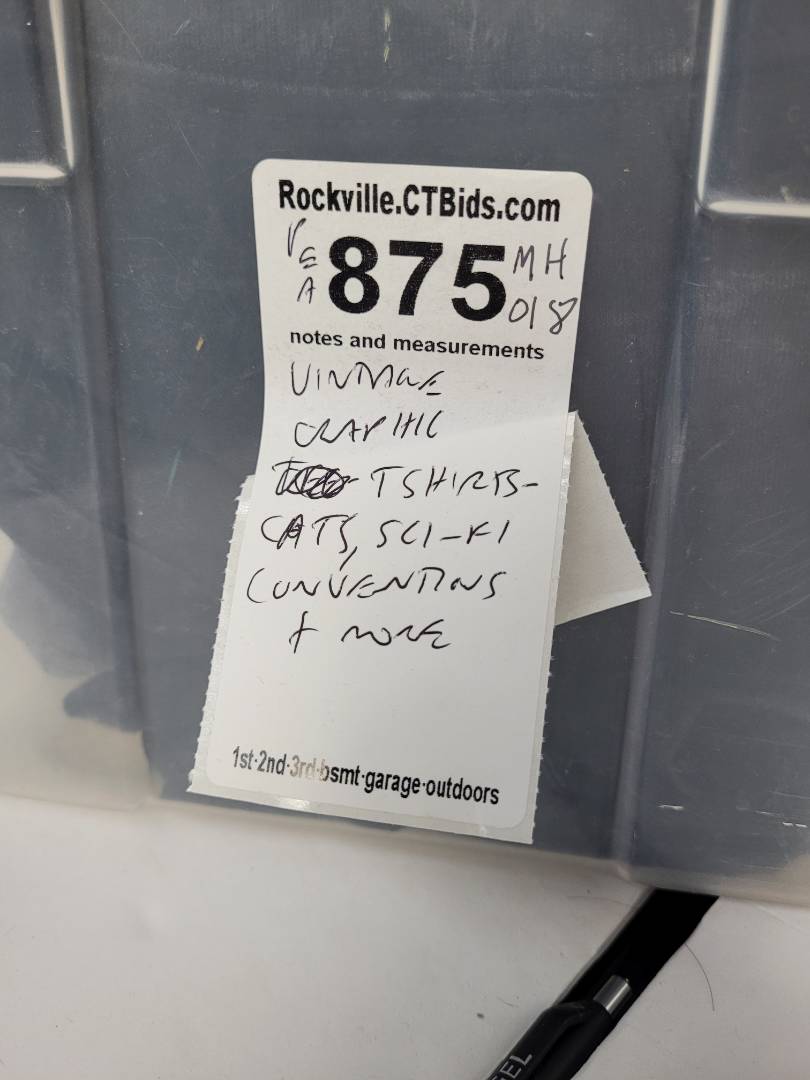 Rockville.CTBids.com
875
MH
018
notes and measurements
VINTAGE
GRAPHIC
TSHIRTS-
CATS, SCI-FI
CONVENTIONS
+ MORE
1st·2nd·3rd·bsmt·garage·outdoors
GEL